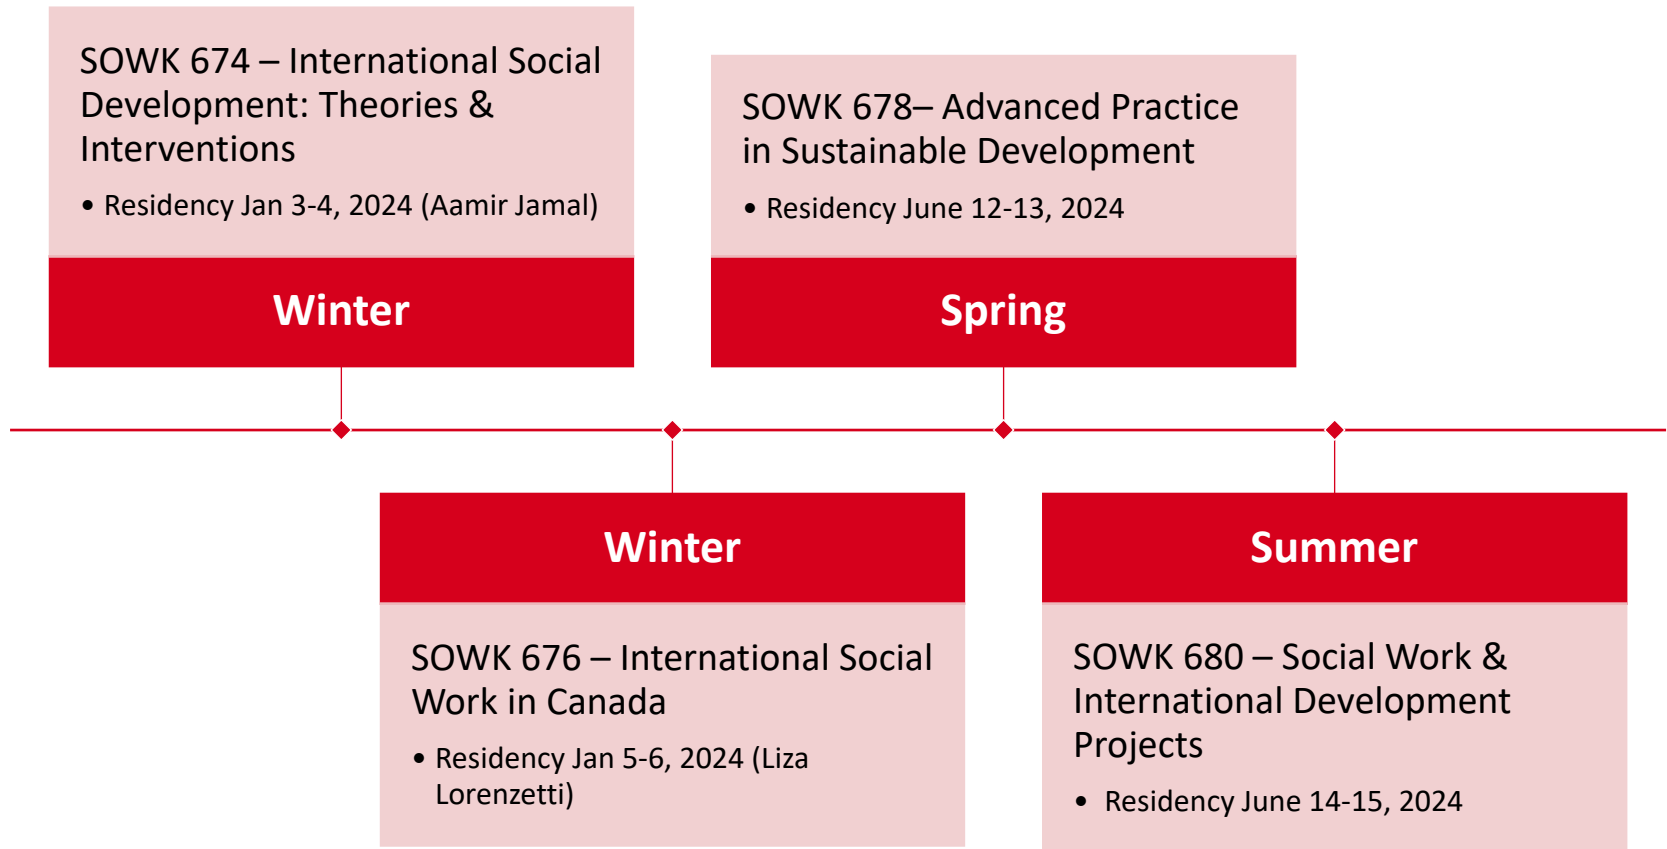 SOWK 674 – International Social
Development: Theories &
Interventions
• Residency Jan 3-4, 2024 (Aamir Jamal)
Winter
SOWK 678– Advanced Practice
in Sustainable Development
• Residency June 12-13, 2024
Spring
Winter
SOWK 676 – International Social
Work in Canada
• Residency Jan 5-6, 2024 (Liza
Lorenzetti)
Summer
SOWK 680 – Social Work &
International Development
Projects
• Residency June 14-15, 2024